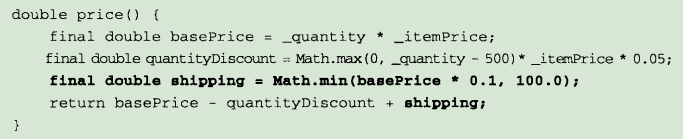 double price() {
final double basePrice = _quantity * _itemPrice;
final double quantityDiscount = Math.max(0, _quantity - 500)* _itemPrice * 0.05;
final double shipping = Math.min(basePrice * 0.1, 100.0);
return basePrice - quantityDiscount + shipping;
}